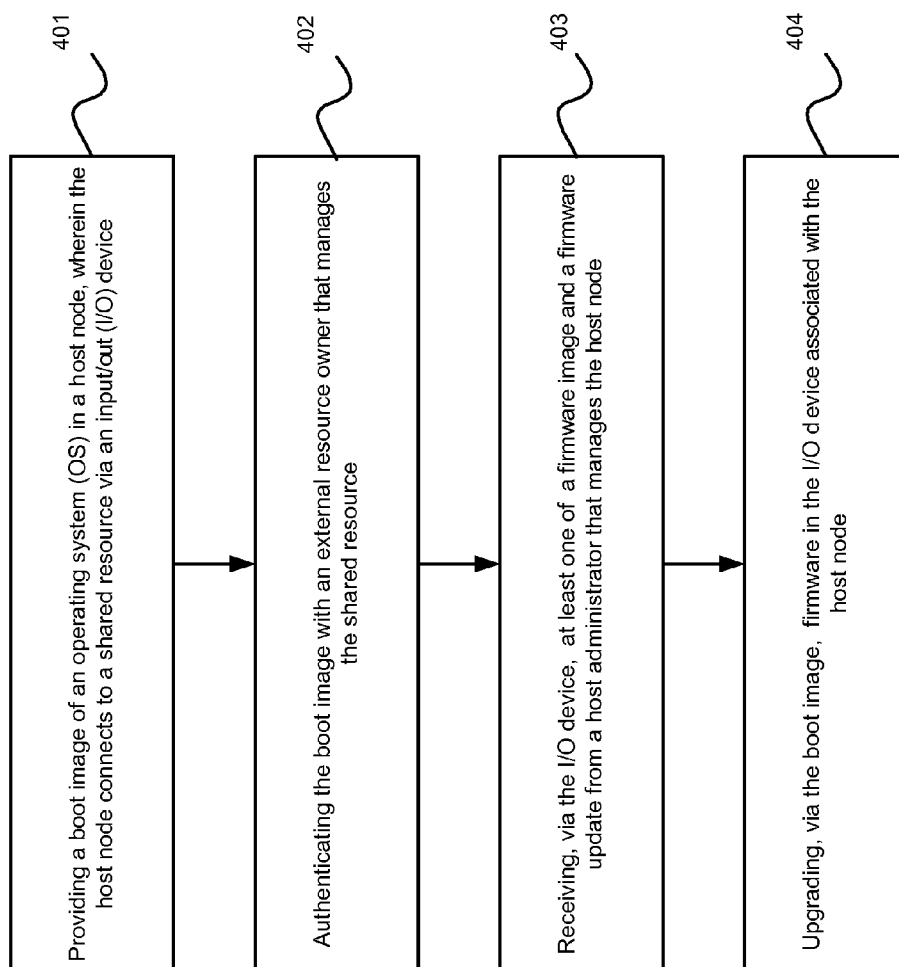 401
Providing a boot image of an operating system (OS) in a host node, wherein the
host node connects to a shared resource via an input/out (I/O) device
402
Authenticating the boot image with an external resource owner that manages
the shared resource
403
Receiving, via the I/O device, at least one of a firmware image and a firmware
update from a host administrator that manages the host node
404
Upgrading, via the boot image, firmware in the I/O device associated with the
host node